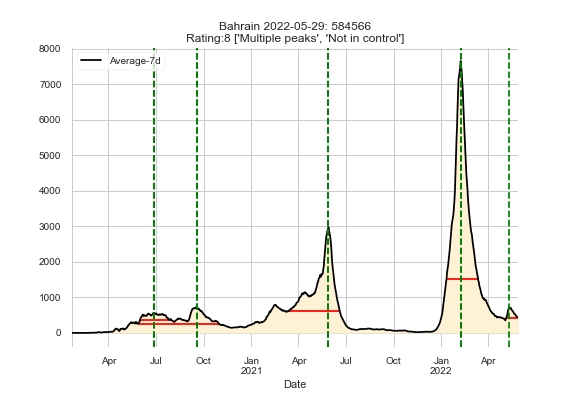 Bahrain 2022-05-29: 584566
Rating:8 ['Multiple peaks', 'Not in control']
Average-7d
8000
7000
6000
5000
4000
3000
2000
1000
0
Apr Jul Oct Jan Apr Jul Oct Jan Apr
2021 2022
Date